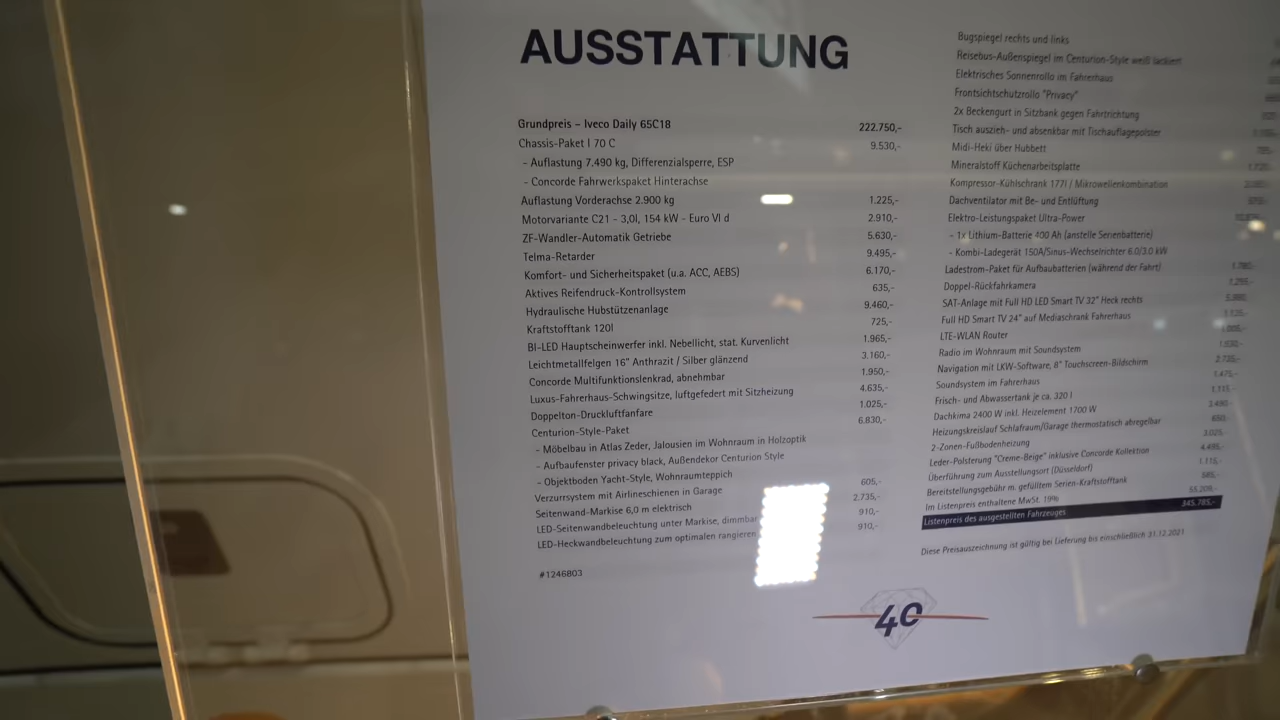 AUSSTATTUNG
Grundpreis – Iveco Daily 65C18 222.750,-
Chassis-Paket I 70 C 9.530,-
- Auflastung 7.490 kg, Differenzialsperre, ESP
- Concorde Fahrwerkspaket Hinterachse
Auflastung Vorderachse 2.900 kg 1.225,-
Motorvariante C21 - 3,0l, 154 kW - Euro VI d 2.910,-
ZF-Wandler-Automatik Getriebe 5.630,-
Telma-Retarder 9.495,-
Komfort- und Sicherheitspaket (u.a. ACC, AEBS) 6.170,-
Aktives Reifendruck-Kontrollsystem 635,-
Hydraulische Hubstützenanlage 9.460,-
Kraftstofftank 120l 725,-
BI-LED Hauptscheinwerfer inkl. Nebellicht, stat. Kurvenlicht 1.965,-
Leichtmetallfelgen 16" Anthrazit / Silber glänzend 3.160,-
Concorde Multifunktionslenkrad, abnehmbar 1.950,-
Luxus-Fahrerhaus-Schwingsitze, luftgefedert mit Sitzheizung 4.635,-
Doppelton-Druckluftfanfare 1.025,-
Centurion-Style-Paket 6.830,-
- Möbelbau in Atlas Zeder, Jalousien im Wohnraum in Holzoptik
- Aufbaufenster privacy black, Außendekor Centurion Style
- Objektboden Yacht-Style, Wohnraumteppich
Verzurrsystem mit Airlineschienen in Garage 605,-
Seitenwand-Markise 6,0 m elektrisch 2.735,-
LED-Seitenwandbeleuchtung unter Markise, dimmbar 910,-
LED-Heckwandbeleuchtung zum optimalen rangieren 910,-
#1246803
Bugspiegel rechts und links
Reisebus-Außenspiegel im Centurion-Style weiß lackiert
Elektrisches Sonnenrollo im Fahrerhaus
Frontsichtschutzrollo "Privacy"
2x Beckengurt in Sitzbank gegen Fahrtrichtung
Tisch auszieh- und absenkbar mit Tischauflagepolster
Midi-Heki über Hubbett
Mineralstoff Küchenarbeitsplatte
Kompressor-Kühlschrank 177l / Mikrowellenkombination
Dachventilator mit Be- und Entlüftung
Elektro-Leistungspaket Ultra-Power
- 1x Lithium-Batterie 400 Ah (anstelle Serienbatterie)
- Kombi-Ladegerät 150A/Sinus-Wechselrichter 6.0/3.0 kW
Ladestrom-Paket für Aufbaubatterien (während der Fahrt)
Doppel-Rückfahrkamera
SAT-Anlage mit Full HD LED Smart TV 32" Heck rechts
Full HD Smart TV 24" auf Mediaschrank Fahrerhaus
LTE-WLAN Router
Radio im Wohnraum mit Soundsystem
Navigation mit LKW-Software, 8" Touchscreen-Bildschirm
Soundsystem im Fahrerhaus
Frisch- und Abwassertank je ca. 320 l
Dachkima 2400 W inkl. Heizelement 1700 W
Heizungskreislauf Schlafraum/Garage thermostatisch abregelbar
2-Zonen-Fußbodenheizung
Leder-Polsterung "Creme-Beige" inklusive Concorde Kollektion
Überführung zum Ausstellungsort (Düsseldorf)
Bereitstellungsgebühr m. gefülltem Serien-Kraftstofftank
Im Listenpreis enthaltene MwSt. 19%
Listenpreis des ausgestellten Fahrzeuges 345.785,-
Diese Preisauszeichnung ist gültig bei Lieferung bis einschließlich 31.12.2021
40